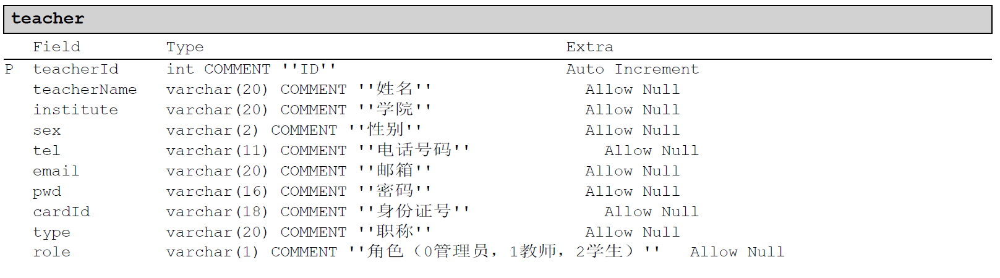 teacher
Field Type Extra
P teacherId int COMMENT ''ID'' Auto Increment
teacherName varchar(20) COMMENT ''姓名'' Allow Null
institute varchar(20) COMMENT ''学院'' Allow Null
sex varchar(2) COMMENT ''性别'' Allow Null
tel varchar(11) COMMENT ''电话号码'' Allow Null
email varchar(20) COMMENT ''邮箱'' Allow Null
pwd varchar(16) COMMENT ''密码'' Allow Null
cardId varchar(18) COMMENT ''身份证号'' Allow Null
type varchar(20) COMMENT ''职称'' Allow Null
role varchar(1) COMMENT ''角色（0管理员，1教师，2学生）'' Allow Null